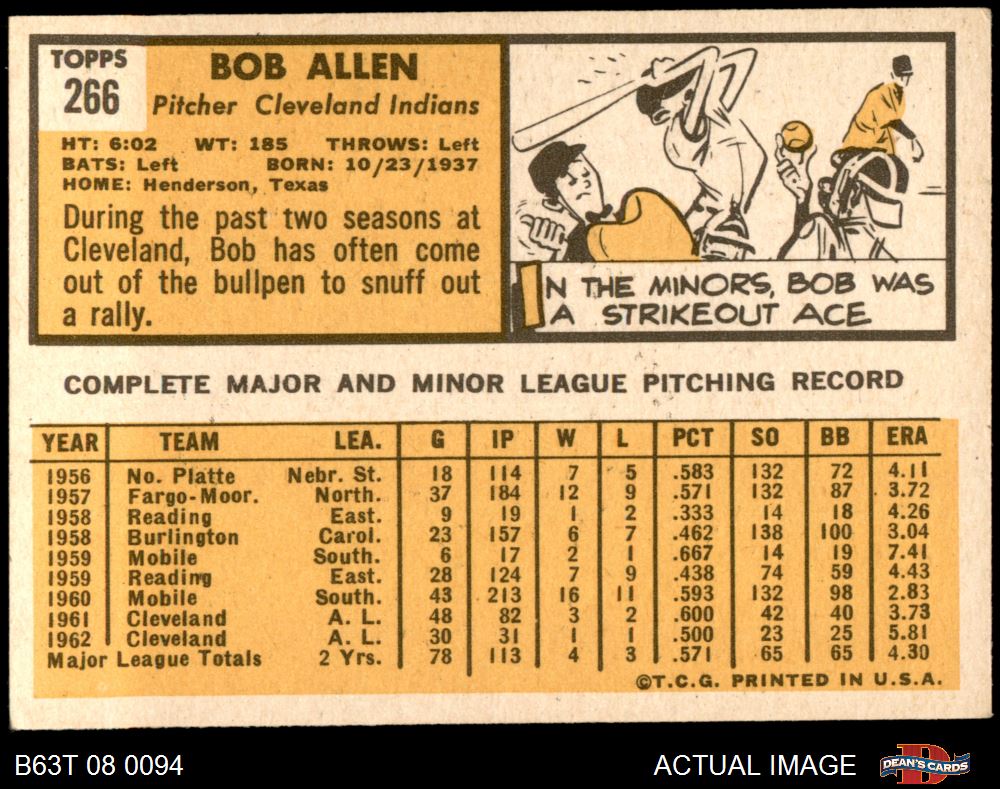 TOPPS
266
BOB ALLEN
Pitcher Cleveland Indians
HT: 6:02 WT: 185 THROWS: Left
BATS: Left BORN: 10/23/1937
HOME: Henderson, Texas
During the past two seasons at
Cleveland, Bob has often come
out of the bullpen to snuff out
a rally.
IN THE MINORS, BOB WAS
A STRIKEOUT ACE
COMPLETE MAJOR AND MINOR LEAGUE PITCHING RECORD
YEAR TEAM LEA. G IP W L PCT SO BB ERA
1956 No. Platte Nebr. St. 18 114 7 5 .583 132 72 4.11
1957 Fargo-Moor. North. 37 184 12 9 .571 132 87 3.72
1958 Reading East. 9 19 1 2 .333 14 18 4.26
1958 Burlington Carol. 23 157 6 7 .462 138 100 3.04
1959 Mobile South. 6 17 2 1 .667 14 19 7.41
1959 Reading East. 28 124 7 9 .438 74 59 4.43
1960 Mobile South. 43 213 16 11 .593 132 98 2.83
1961 Cleveland A. L. 48 82 3 2 .600 42 40 3.73
1962 Cleveland A. L. 30 31 1 1 .500 23 25 5.81
Major League Totals 2 Yrs. 78 113 4 3 .571 65 65 4.30
©T.C.G. PRINTED IN U.S.A.
B63T 08 0094
ACTUAL IMAGE
DEAN'S CARDS